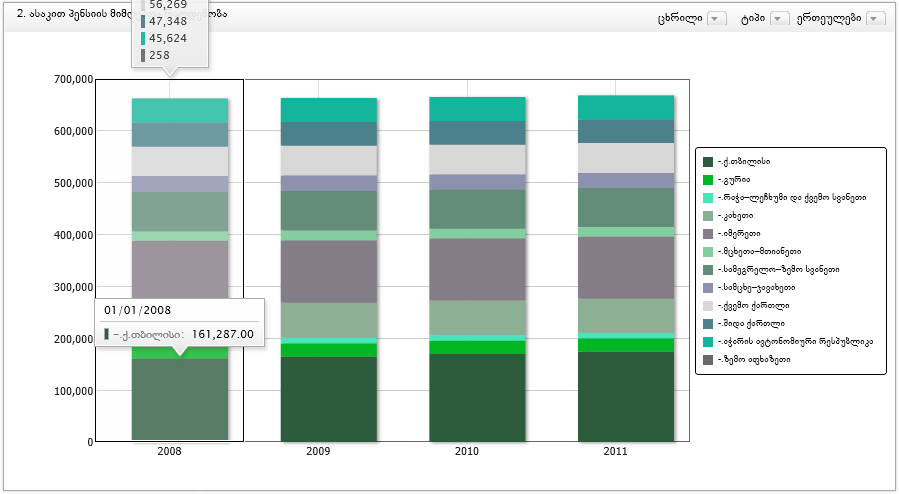 56,269
2. ასაკით პენსიის
47,348
45,624
258
ცხრილი
ტიპი
ერთეულები
700,000
600,000
500,000
400,000
300,000
200,000
100,000
0
01/01/2008
-.ქ.თბილისი: 161,287.00
2008
2009
2010
2011
-.ქ.თბილისი
-.გურია
-.რაჭა-ლეჩხუმი და ქვემო სვანეთი
-.კახეთი
-.იმერეთი
-.მცხეთა-მთიანეთი
-.სამეგრელო-ზემო სვანეთი
-.სამცხე-ჯავახეთი
-.ქვემო ქართლი
-.შიდა ქართლი
-.აჭარის ავტონომიური რესპუბლიკა
-.ზემო აფხაზეთი